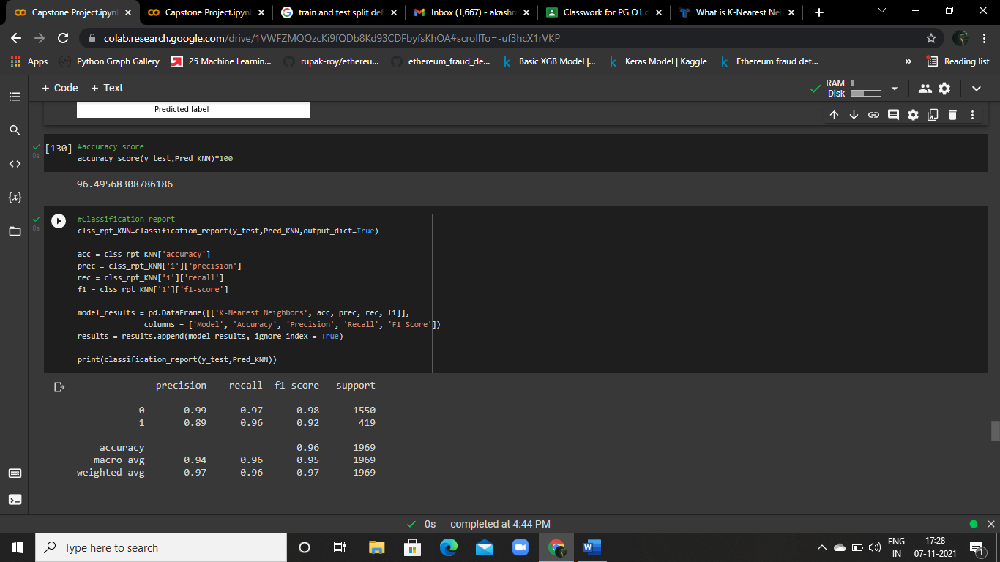 Capstone Project.ipynb
Capstone Project.ipynb
train and test split def
Inbox (1,667) - akashra
Classwork for PG O1 c
What is K-Nearest Nei
colab.research.google.com/drive/1VWFZMQQzcKi9fQDb8Kd93CDFbyfsKhOA#scrollTo=-uf3hcX1rVKP
Apps
Python Graph Gallery
25 Machine Learnin...
rupak-roy/ethereu...
ethereum_fraud_de...
Basic XGB Model |...
Keras Model | Kaggle
Ethereum fraud det...
»
Reading list
+ Code + Text
RAM
Disk
Predicted label
[130] #accuracy score
accuracy_score(y_test,Pred_KNN)*100
0s
96.49568308786186
#Classification report
0s
clss_rpt_KNN=classification_report(y_test,Pred_KNN,output_dict=True)
acc = clss_rpt_KNN['accuracy']
prec = clss_rpt_KNN['1']['precision']
rec = clss_rpt_KNN['1']['recall']
f1 = clss_rpt_KNN['1']['f1-score']
model_results = pd.DataFrame([['K-Nearest Neighbors', acc, prec, rec, f1]],
columns = ['Model', 'Accuracy', 'Precision', 'Recall', 'F1 Score'])
results = results.append(model_results, ignore_index = True)
print(classification_report(y_test,Pred_KNN))
precision recall f1-score support
0 0.99 0.97 0.98 1550
1 0.89 0.96 0.92 419
accuracy 0.96 1969
macro avg 0.94 0.96 0.95 1969
weighted avg 0.97 0.96 0.97 1969
0s completed at 4:44 PM
Type here to search
ENG
IN
17:28
07-11-2021
1